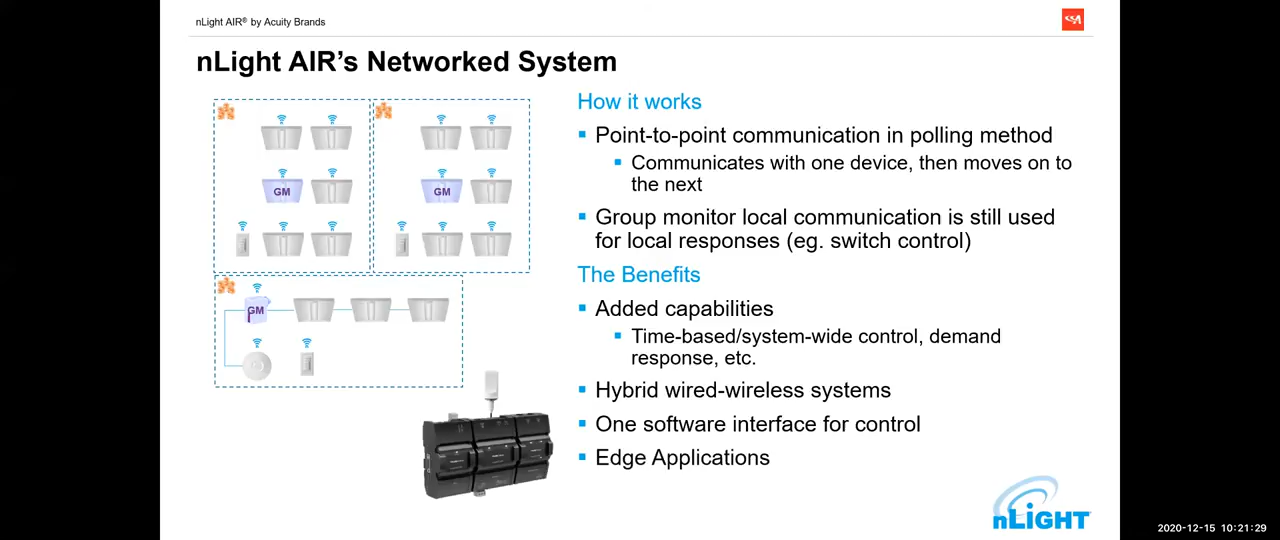 nLight AIR® by Acuity Brands
nLight AIR's Networked System
GM
GM
GM
How it works
Point-to-point communication in polling method
Communicates with one device, then moves on to
the next
Group monitor local communication is still used
for local responses (eg. switch control)
The Benefits
Added capabilities
Time-based/system-wide control, demand
response, etc.
Hybrid wired-wireless systems
One software interface for control
Edge Applications
nLIGHT
2020-12-15 10:21:29